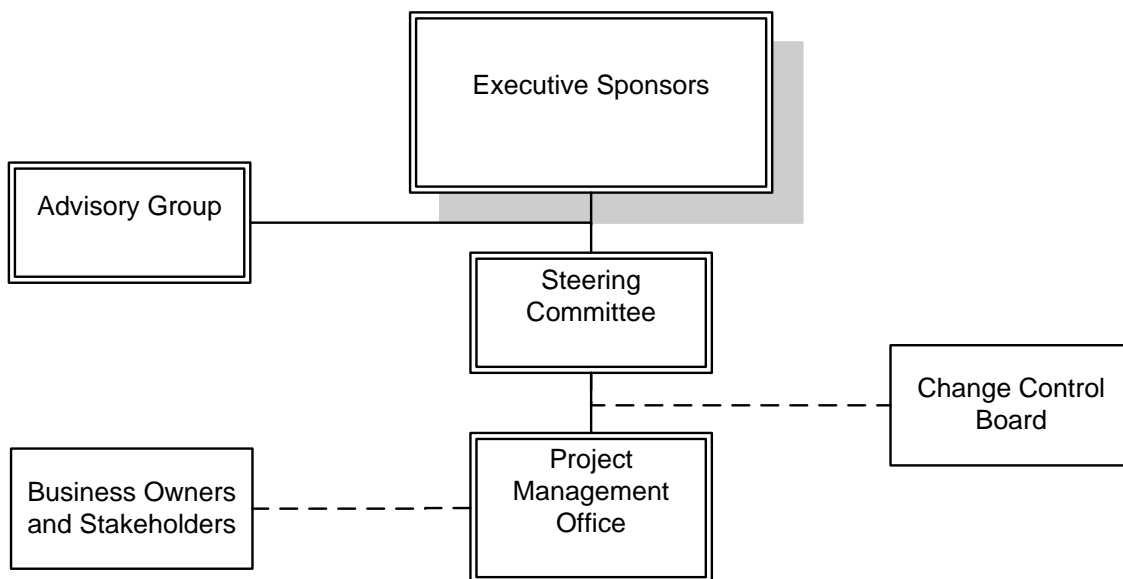 Executive Sponsors
Advisory Group
Steering
Committee
Change Control
Board
Project
Management
Office
Business Owners
and Stakeholders